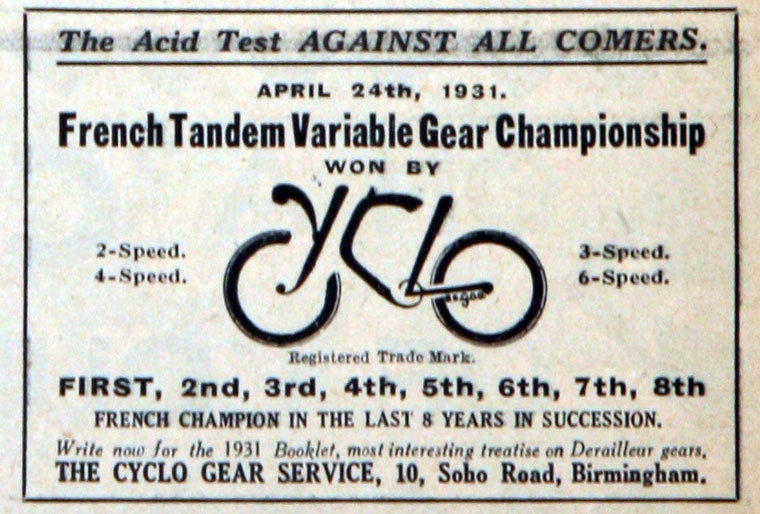 The Acid Test AGAINST ALL COMERS.
APRIL 24th, 1931.
French Tandem Variable Gear Championship
WON BY
CYCLO
2-Speed.
4-Speed.
3-Speed.
6-Speed.
Registered Trade Mark.
FIRST, 2nd, 3rd, 4th, 5th, 6th, 7th, 8th
FRENCH CHAMPION IN THE LAST 8 YEARS IN SUCCESSION.
Write now for the 1931 Booklet, most interesting treatise on Derailleur gears.
THE CYCLO GEAR SERVICE, 10, Soho Road, Birmingham.